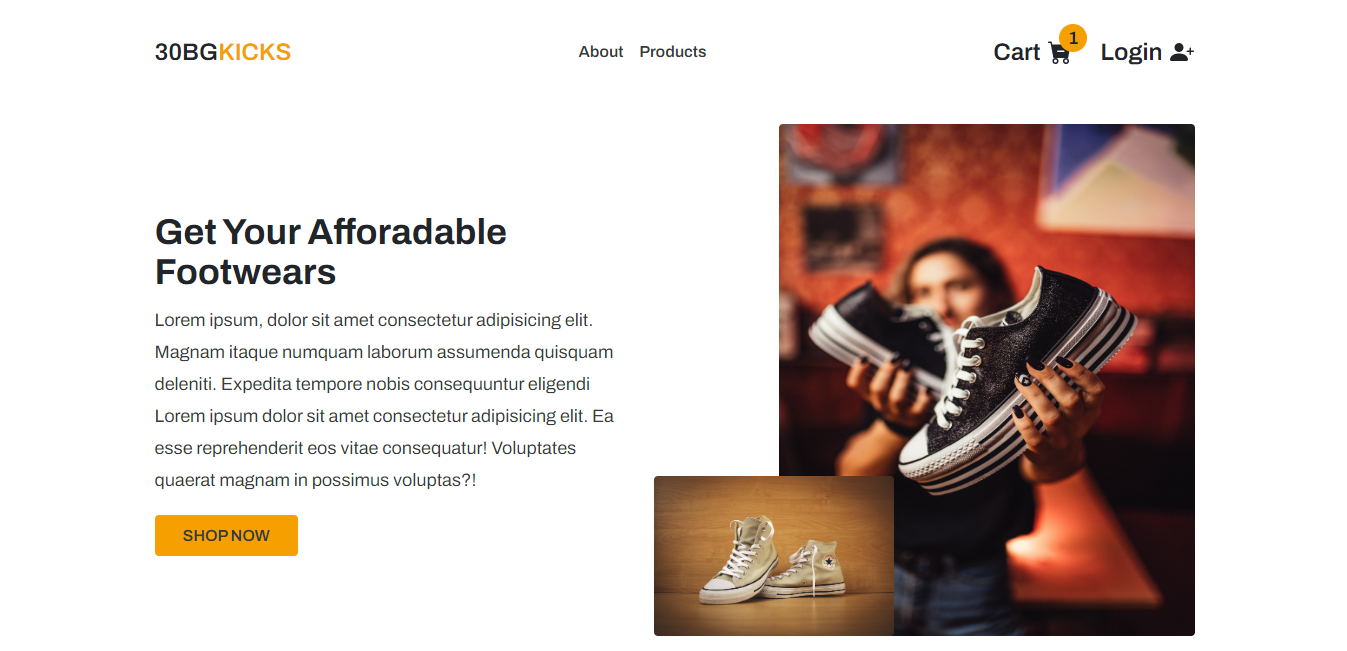 30BGKICKS
About Products
Cart 1 Login
Get Your Afforadable
Footwears
Lorem ipsum, dolor sit amet consectetur adipisicing elit.
Magnam itaque numquam laborum assumenda quisquam
deleniti. Expedita tempore nobis consequuntur eligendi
Lorem ipsum dolor sit amet consectetur adipisicing elit. Ea
esse reprehenderit eos vitae consequatur! Voluptates
quaerat magnam in possimus voluptas?!
SHOP NOW